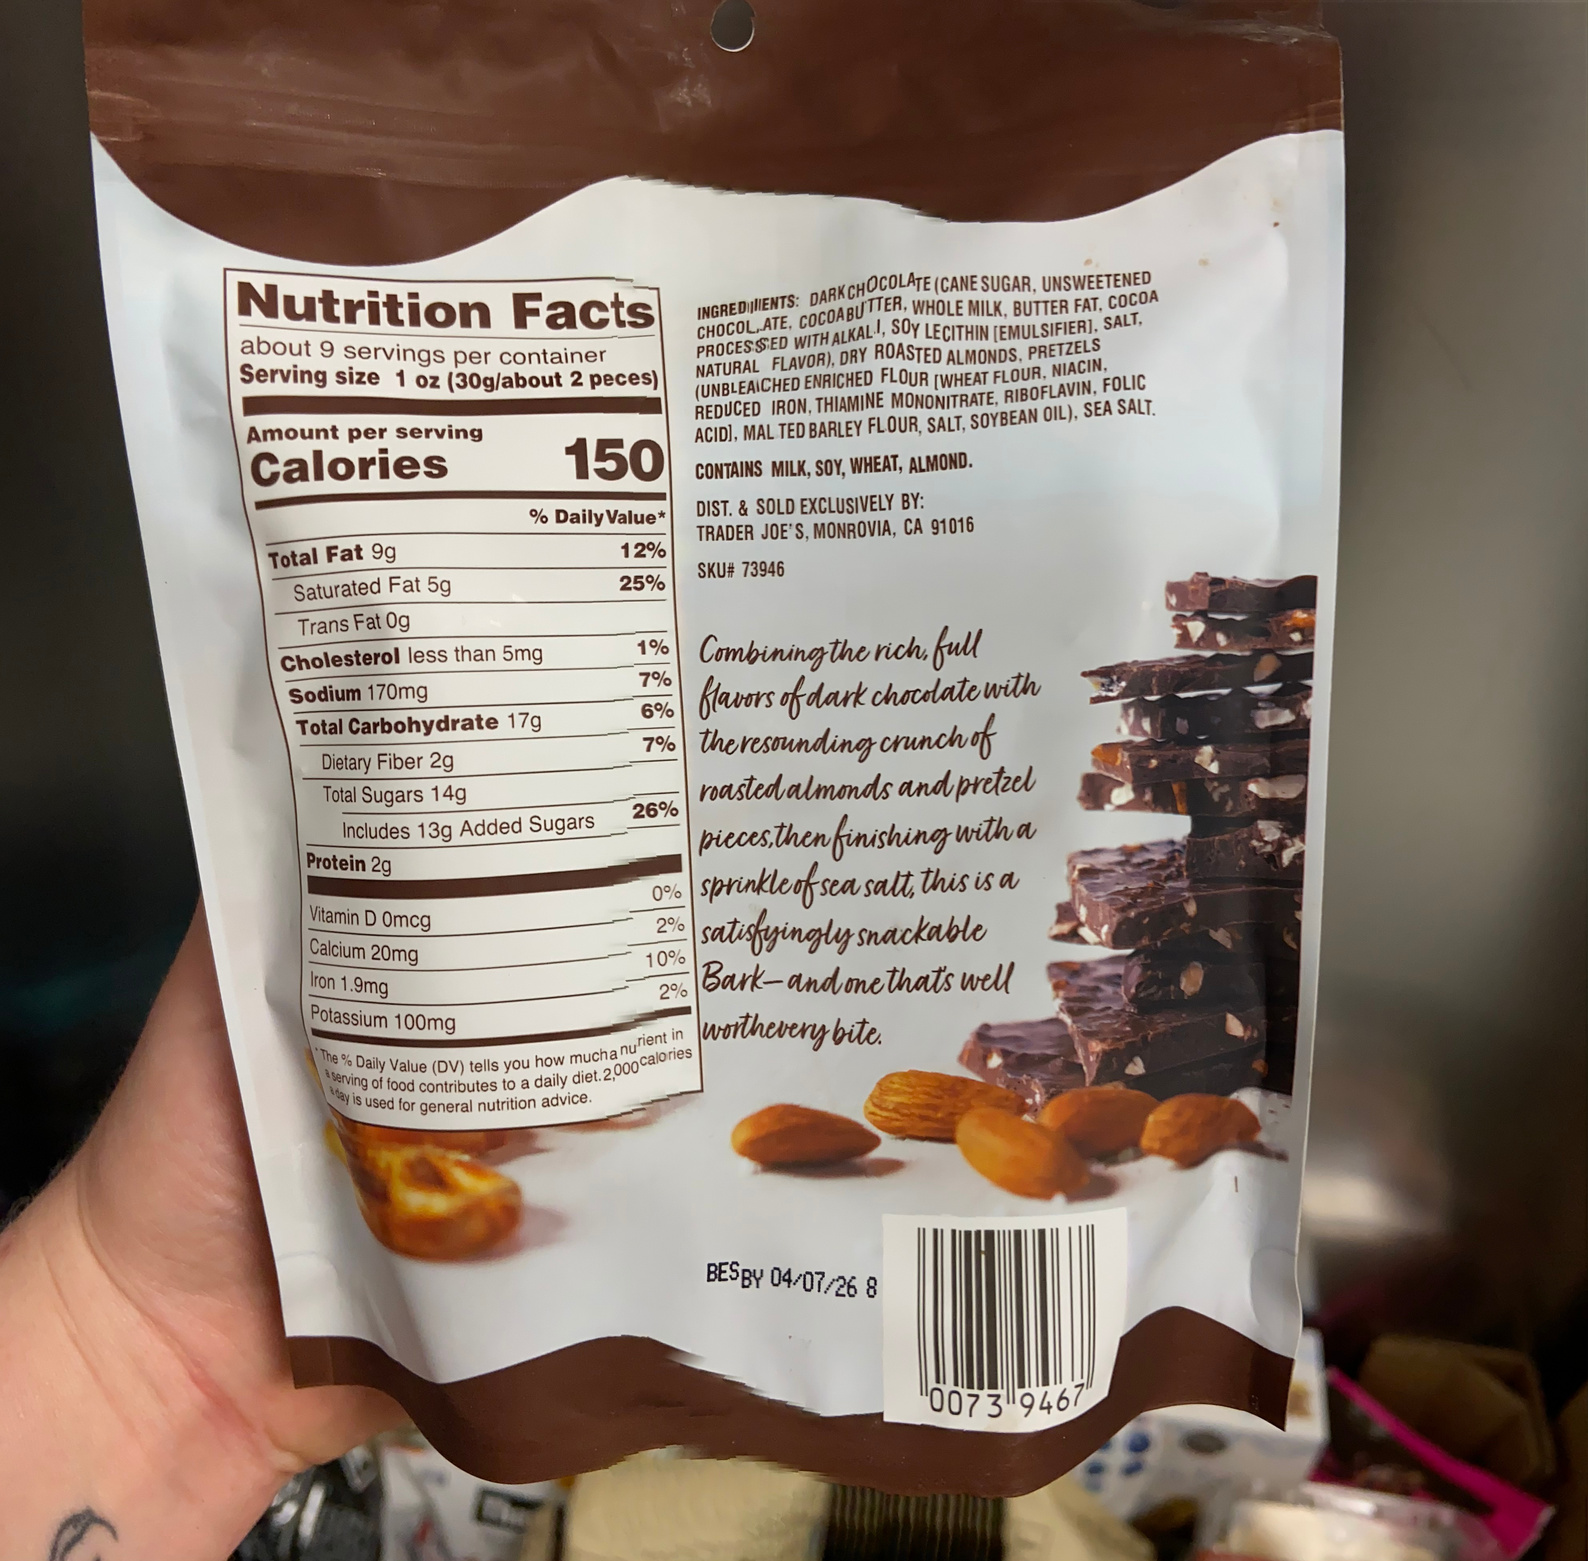 Nutrition Facts
about 9 servings per container
Serving size 1 oz (30g/about 2 peces)
Amount per serving
Calories 150
% Daily Value*
Total Fat 9g 12%
Saturated Fat 5g 25%
Trans Fat 0g
Cholesterol less than 5mg 1%
Sodium 170mg 7%
Total Carbohydrate 17g 6%
Dietary Fiber 2g 7%
Total Sugars 14g
Includes 13g Added Sugars 26%
Protein 2g
Vitamin D 0mcg 0%
Calcium 20mg 2%
Iron 1.9mg 10%
Potassium 100mg 2%
*The % Daily Value (DV) tells you how much a nurient in
a serving of food contributes to a daily diet. 2,000 calories
a day is used for general nutrition advice.
INGREDIIIENTS: DARK CHOCOLATE (CANE SUGAR, UNSWEETENED
CHOCOL,.ATE, COCOA BUTTER, WHOLE MILK, BUTTER FAT, COCOA
PROCESSSED WITH ALKAL.I, SOY LECITHIN [EMULSIFIER], SALT,
NATURAL FLAVOR), DRY ROASTED ALMONDS, PRETZELS
(UNBLEACHED ENRICHED FLOUR [WHEAT FLOUR, NIACIN,
REDUCED IRON, THIAMINE MONONITRATE, RIBOFLAVIN, FOLIC
ACID], MAL TED BARLEY FLOUR, SALT, SOYBEAN OIL), SEA SALT.
CONTAINS MILK, SOY, WHEAT, ALMOND.
DIST. & SOLD EXCLUSIVELY BY:
TRADER JOE'S, MONROVIA, CA 91016
SKU# 73946
Combining the rich, full
flavors of dark chocolate with
the resounding crunch of
roasted almonds and pretzel
pieces, then finishing with a
sprinkle of sea salt, this is a
satisfyingly snackable
Bark—and one that's well
worth every bite.
BES BY 04/07/26 8
0073 9467